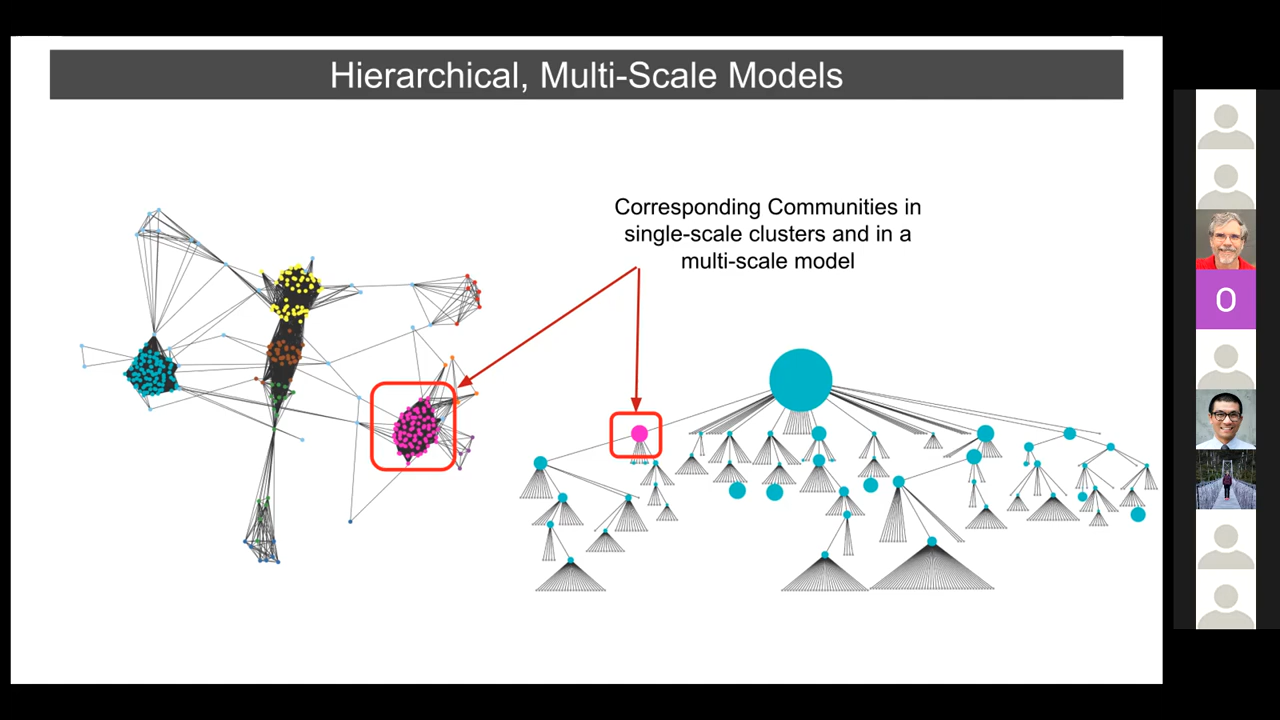 Hierarchical, Multi-Scale Models
Corresponding Communities in
single-scale clusters and in a
multi-scale model
O